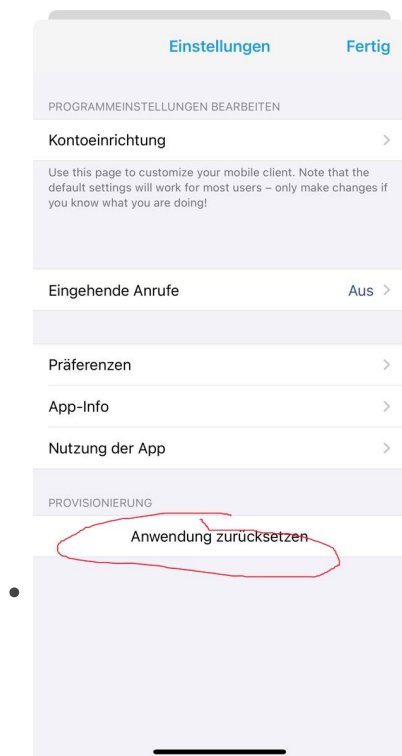 Einstellungen Fertig
PROGRAMMEINSTELLUNGEN BEARBEITEN
Kontoeinrichtung
Use this page to customize your mobile client. Note that the
default settings will work for most users – only make changes if
you know what you are doing!
Eingehende Anrufe Aus
Präferenzen
App-Info
Nutzung der App
PROVISIONIERUNG
Anwendung zurücksetzen